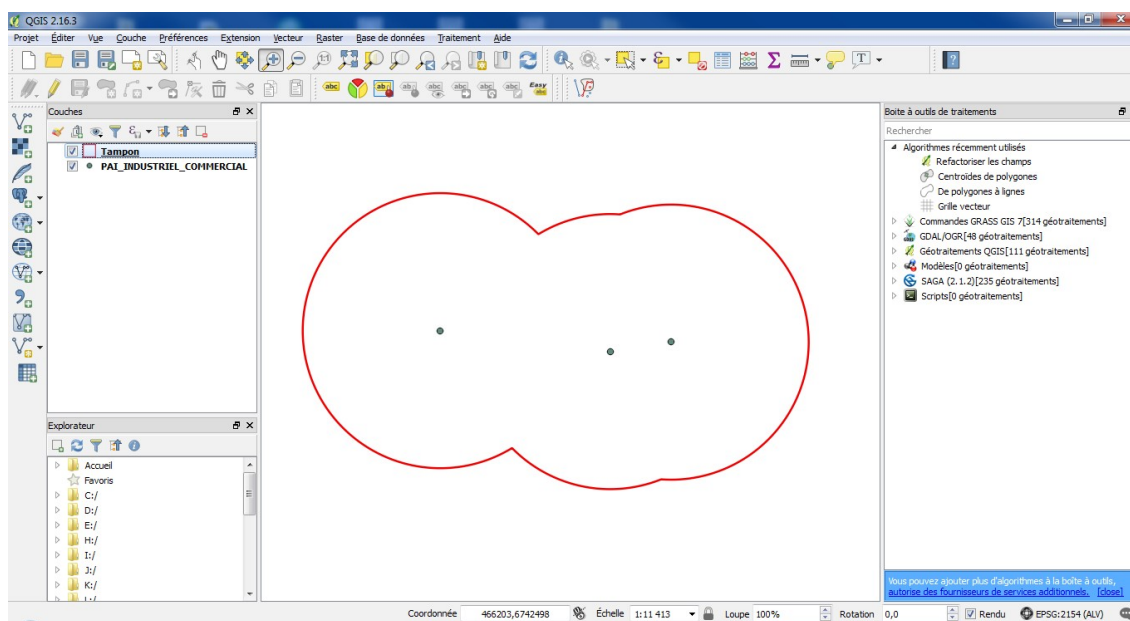 QGIS 2.16.3
Projet Éditer Vue Couche Préférences Extension Vecteur Raster Base de données Traitement Aide
abc abc Easy
Couches
Tampon
PAI_INDUSTRIEL_COMMERCIAL
Explorateur
Accueil
Favoris
C:/
D:/
E:/
H:/
I:/
J:/
K:/
Boite à outils de traitements
Rechercher
Algorithmes récemment utilisés
Refactoriser les champs
Centroïdes de polygones
De polygones à lignes
Grille vecteur
Commandes GRASS GIS 7[314 géotraitements]
GDAL/OGR[48 géotraitements]
Géotraitements QGIS[111 géotraitements]
Modèles[0 géotraitements]
SAGA (2.1.2)[235 géotraitements]
Scripts[0 géotraitements]
Vous pouvez ajouter plus d'algorithmes à la boîte à outils,
autorise des fournisseurs de services additionnels. [close]
Coordonnée 466203,6742498 Échelle 1:11 413 Loupe 100% Rotation 0,0 Rendu EPSG:2154 (ALV)